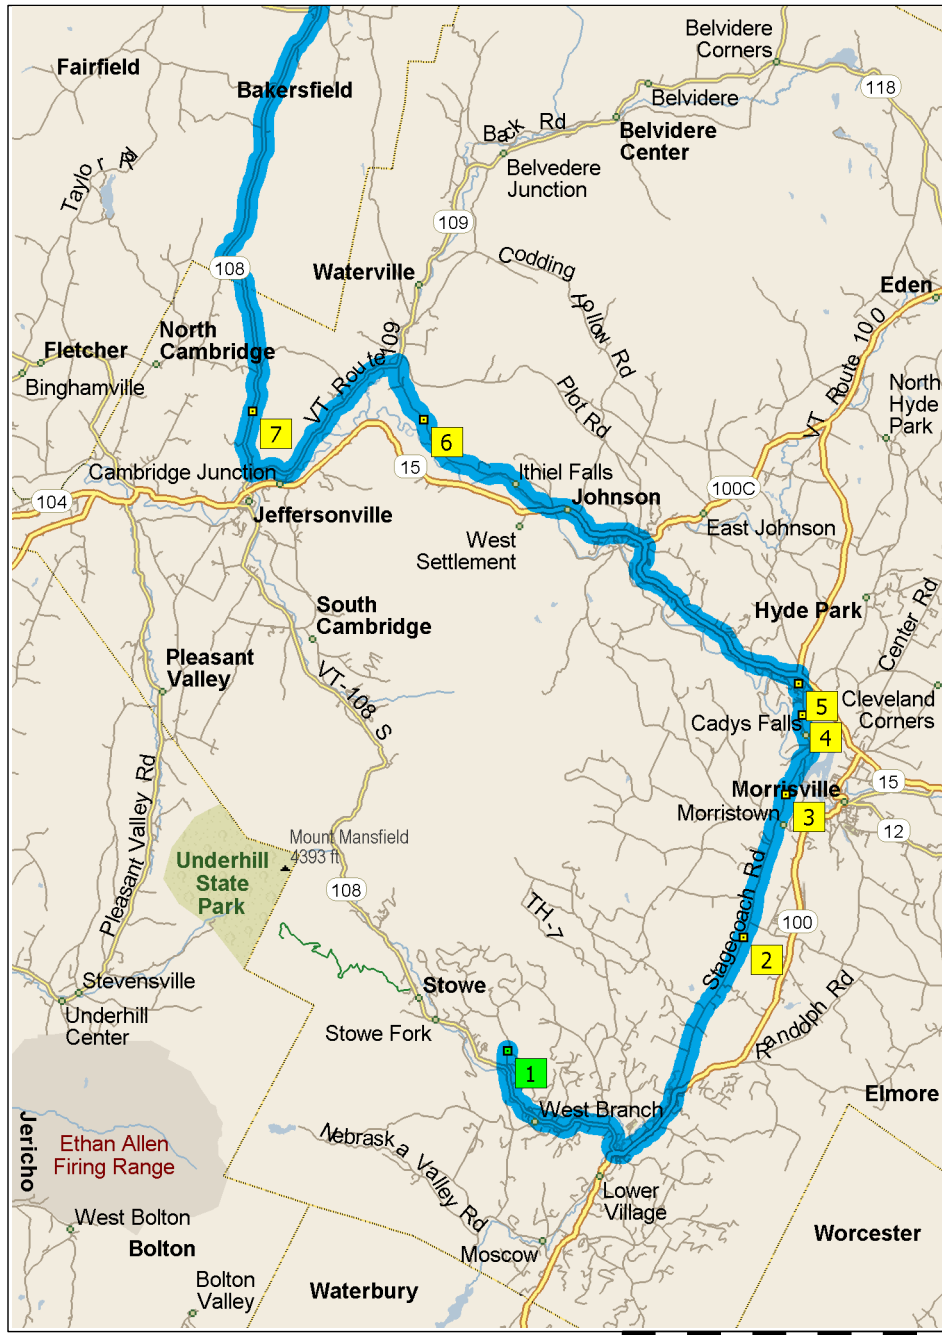 Belvidere
Corners
Fairfield
Bakersfield
118
Belvidere
Back Rd
Belvidere
Center
Taylor Rd
Belvedere
Junction
109
108
Waterville
Codding
Hollow Rd
Eden
North
Cambridge
VT Route 109
VT Route 100
Fletcher
Binghamville
Plot Rd
North
Hyde
Park
7
6
Cambridge Junction
15
Ithiel Falls
104
Johnson
100C
Jeffersonville
East Johnson
West
Settlement
South
Cambridge
Hyde Park
Center Rd
Pleasant
Valley
VT-108 S
5
Cleveland
Corners
Cadys Falls
4
Pleasant Valley Rd
Morrisville
15
Morristown
3
12
Mount Mansfield
4393 ft
Underhill
State
Park
108
TH-7
Stagecoach Rd
100
2
Stevensville
Stowe
Underhill
Center
Stowe Fork
Randolph Rd
1
Elmore
West Branch
Jericho
Ethan Allen
Firing Range
Nebraska Valley Rd
Lower
Village
West Bolton
Bolton
Moscow
Worcester
Bolton
Valley
Waterbury